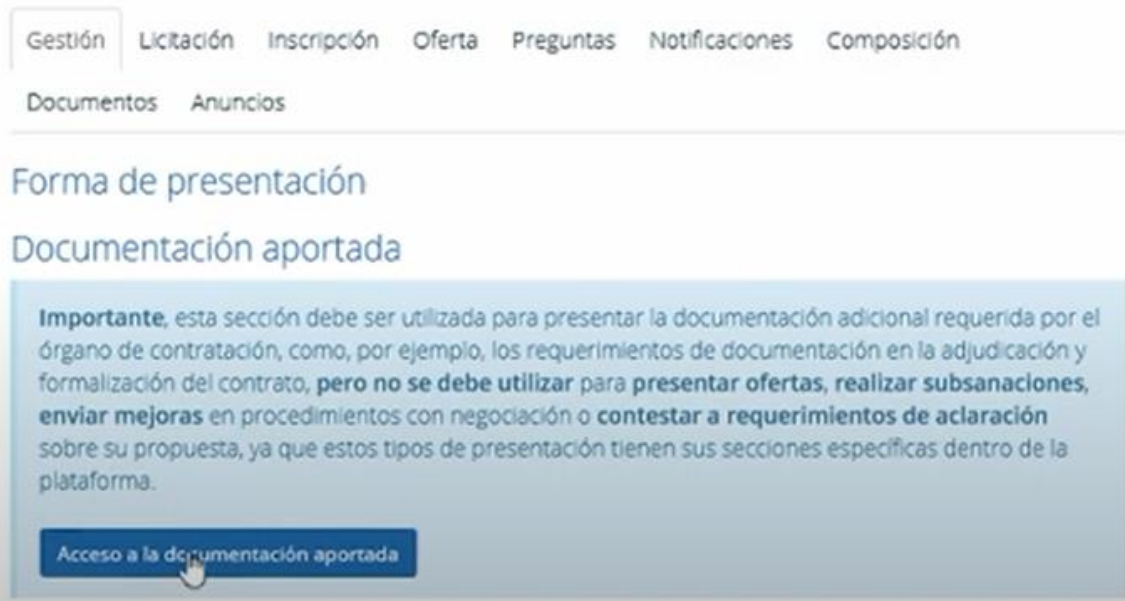 Gestión Licitación Inscripción Oferta Preguntas Notificaciones Composición
Documentos Anuncios
Forma de presentación
Documentación aportada
Importante, esta sección debe ser utilizada para presentar la documentación adicional requerida por el
órgano de contratación, como, por ejemplo, los requerimientos de documentación en la adjudicación y
formalización del contrato, pero no se debe utilizar para presentar ofertas, realizar subsanaciones,
enviar mejoras en procedimientos con negociación o contestar a requerimientos de aclaración
sobre su propuesta, ya que estos tipos de presentación tienen sus secciones específicas dentro de la
plataforma.
Acceso a la documentación aportada